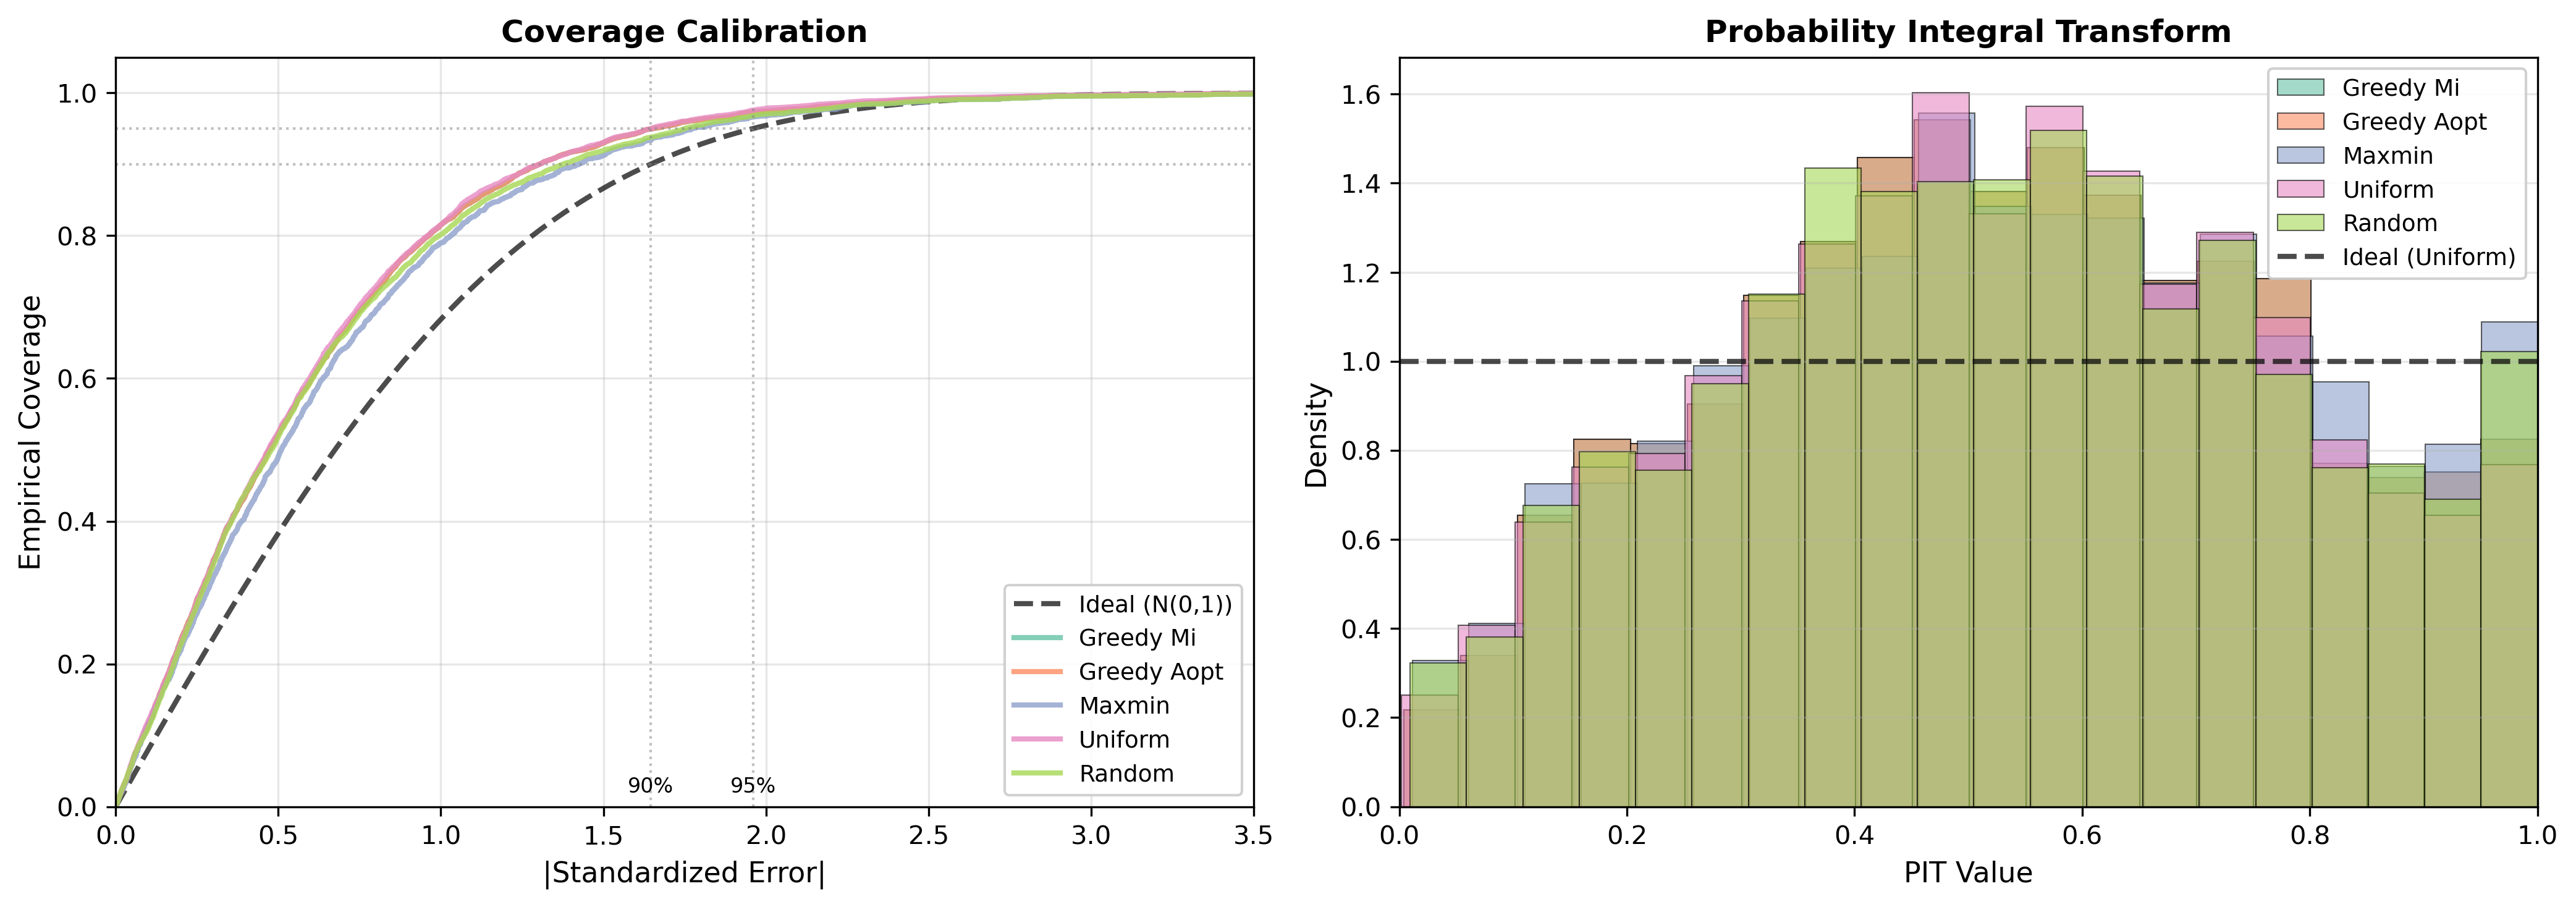 Coverage Calibration
Empirical Coverage
1.0
0.8
0.6
0.4
0.2
0.0
90%
95%
Ideal (N(0,1))
Greedy Mi
Greedy Aopt
Maxmin
Uniform
Random
0.0 0.5 1.0 1.5 2.0 2.5 3.0 3.5
|Standardized Error|
Probability Integral Transform
Density
1.6
1.4
1.2
1.0
0.8
0.6
0.4
0.2
0.0
Greedy Mi
Greedy Aopt
Maxmin
Uniform
Random
Ideal (Uniform)
0.0 0.2 0.4 0.6 0.8 1.0
PIT Value